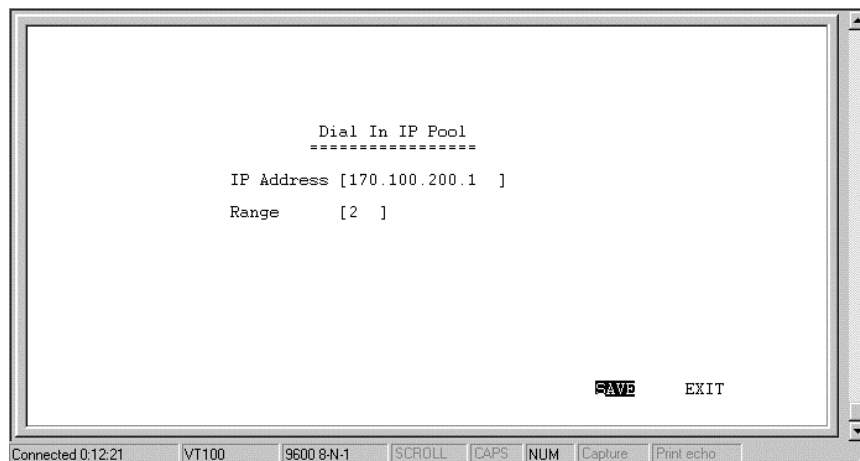 Dial In IP Pool
=================
IP Address [170.100.200.1  ]
Range      [2  ]
SAVE EXIT
Connected 0:12:21 VT100 9600 8-N-1 SCROLL CAPS NUM Capture Print echo